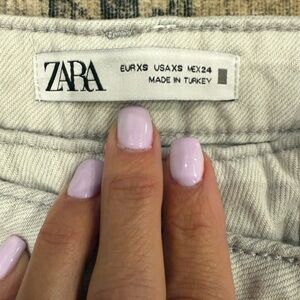 ZARA
EUR XS USA XS MEX 24
MADE IN TURKEY